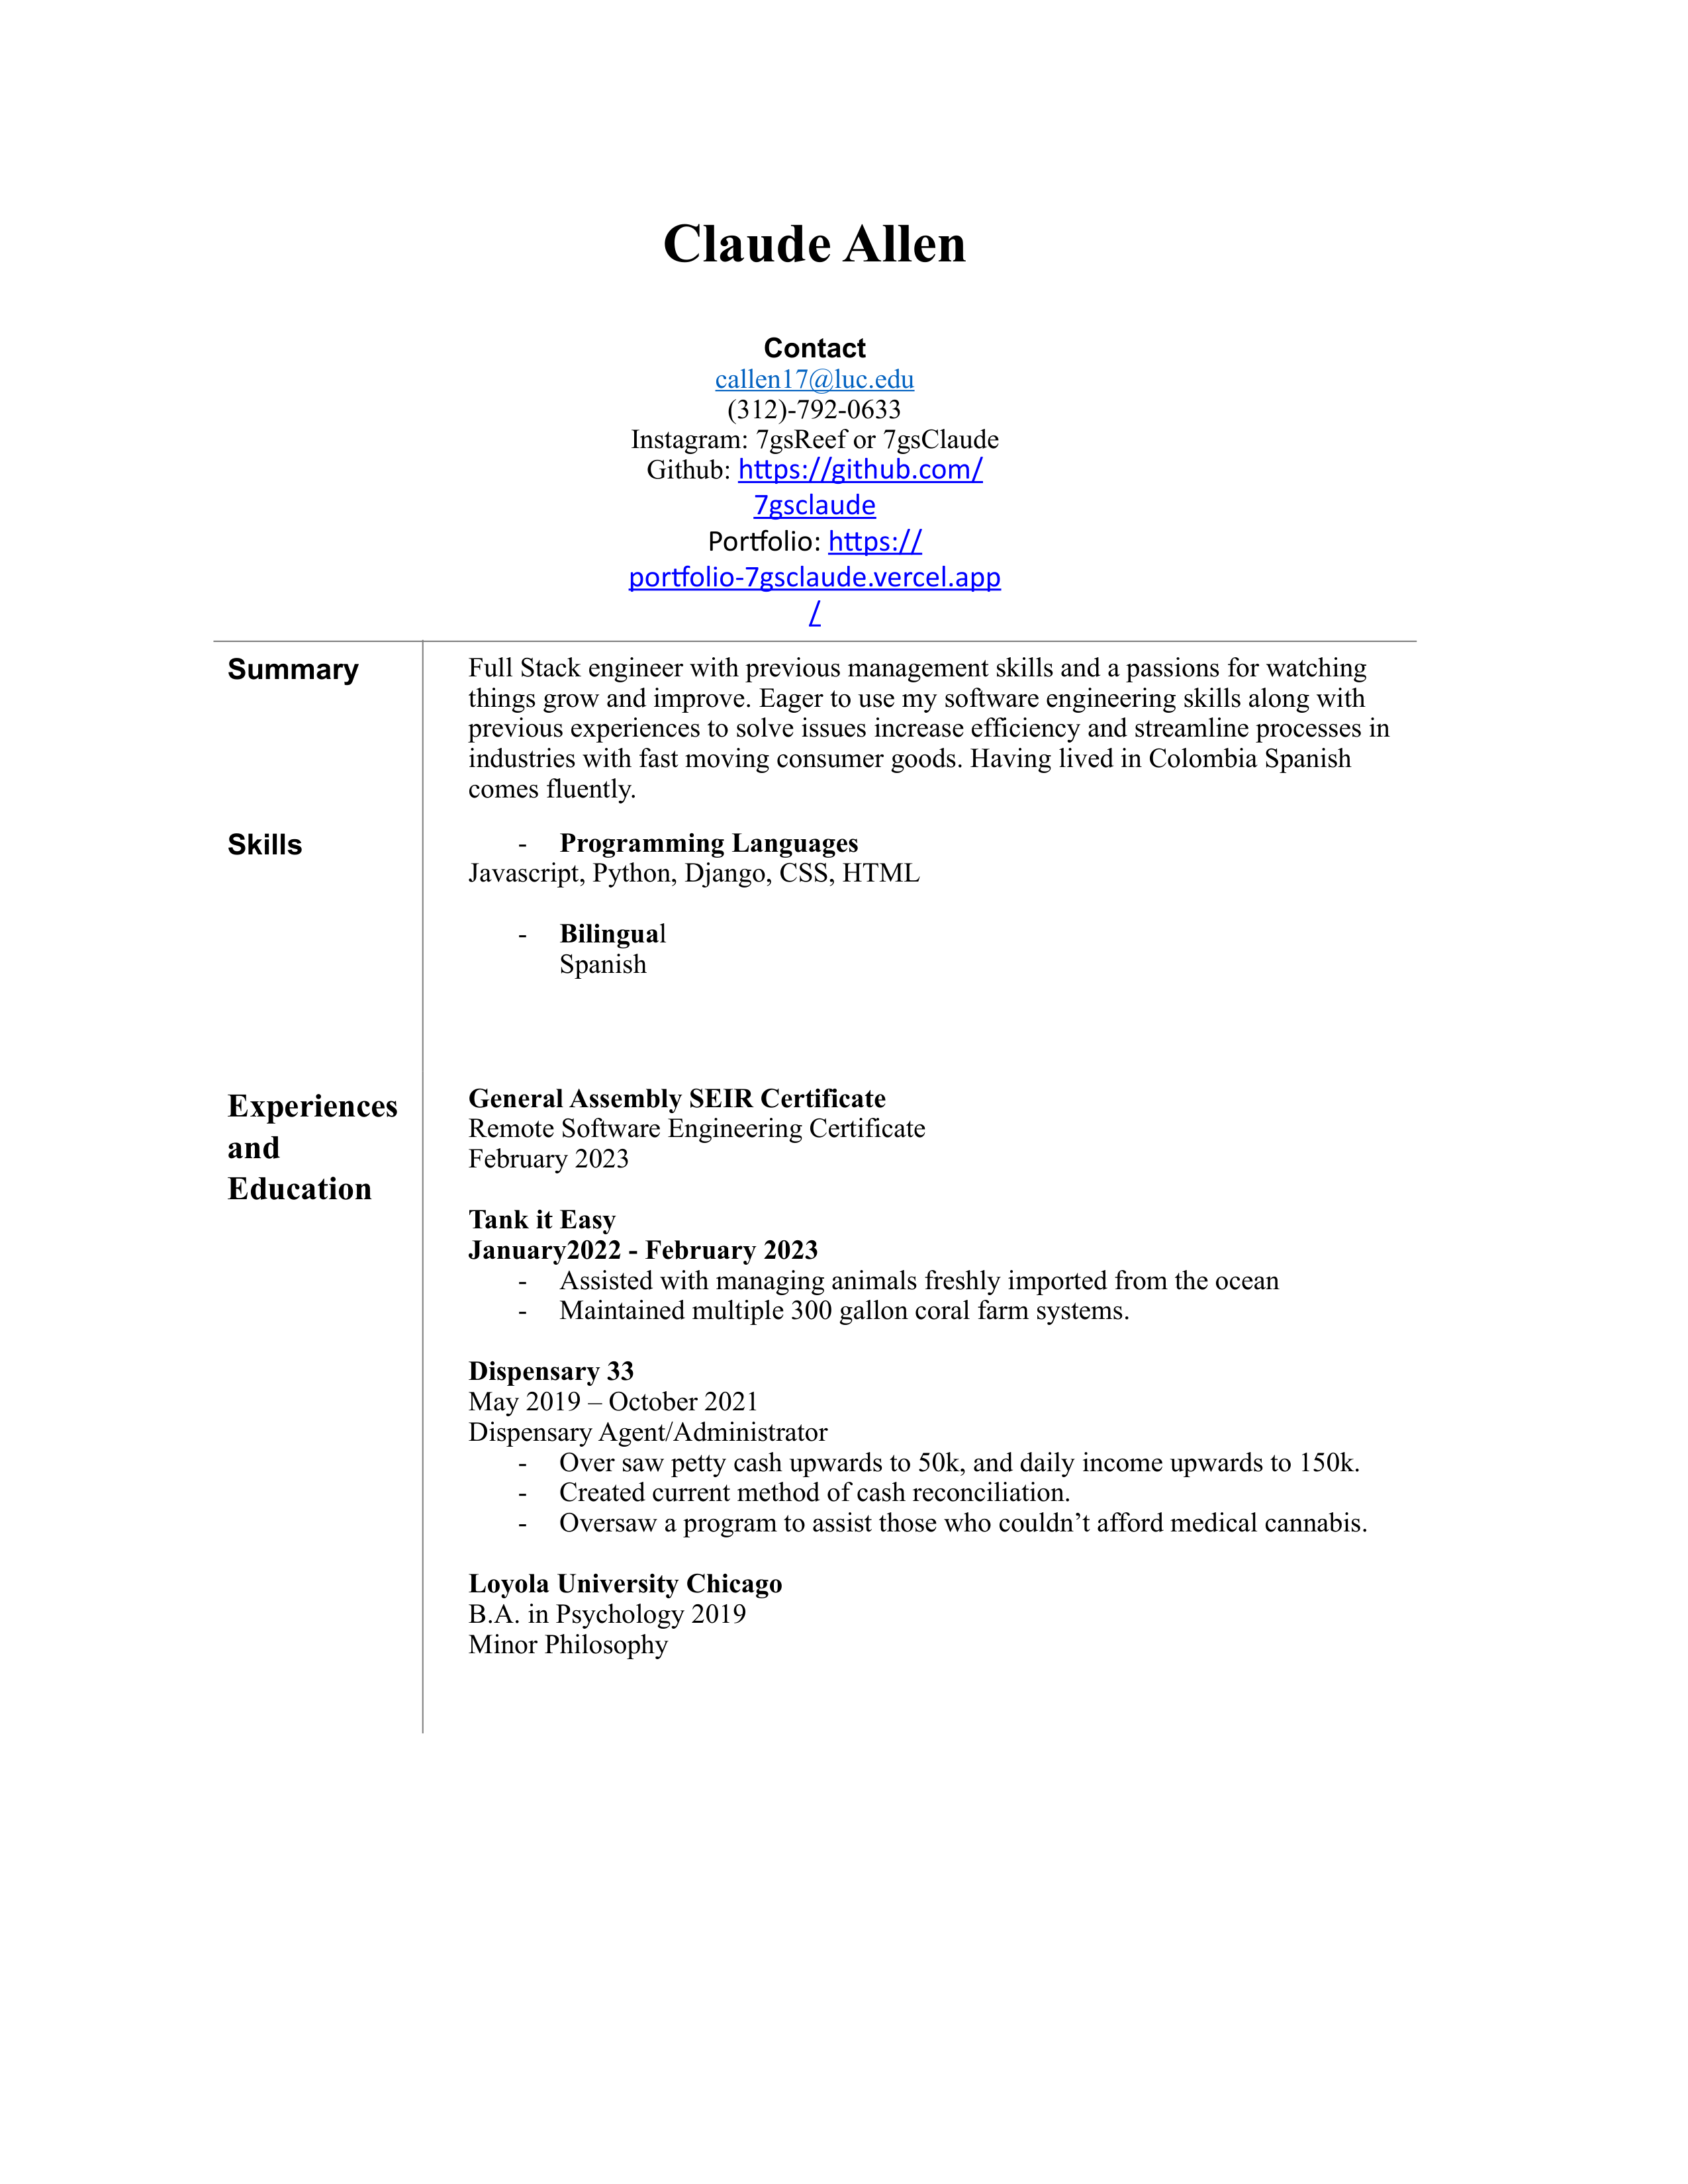 Claude Allen
Contact
callen17@luc.edu
(312)-792-0633
Instagram: 7gsReef or 7gsClaude
Github: https://github.com/
7gsclaude
Portfolio: https://
portfolio-7gsclaude.vercel.app
/
Summary
Full Stack engineer with previous management skills and a passions for watching
things grow and improve. Eager to use my software engineering skills along with
previous experiences to solve issues increase efficiency and streamline processes in
industries with fast moving consumer goods. Having lived in Colombia Spanish
comes fluently.
Skills
- Programming Languages
Javascript, Python, Django, CSS, HTML
- Bilingual
Spanish
Experiences
and
Education
General Assembly SEIR Certificate
Remote Software Engineering Certificate
February 2023
Tank it Easy
January2022 - February 2023
- Assisted with managing animals freshly imported from the ocean
- Maintained multiple 300 gallon coral farm systems.
Dispensary 33
May 2019 – October 2021
Dispensary Agent/Administrator
- Over saw petty cash upwards to 50k, and daily income upwards to 150k.
- Created current method of cash reconciliation.
- Oversaw a program to assist those who couldn’t afford medical cannabis.
Loyola University Chicago
B.A. in Psychology 2019
Minor Philosophy